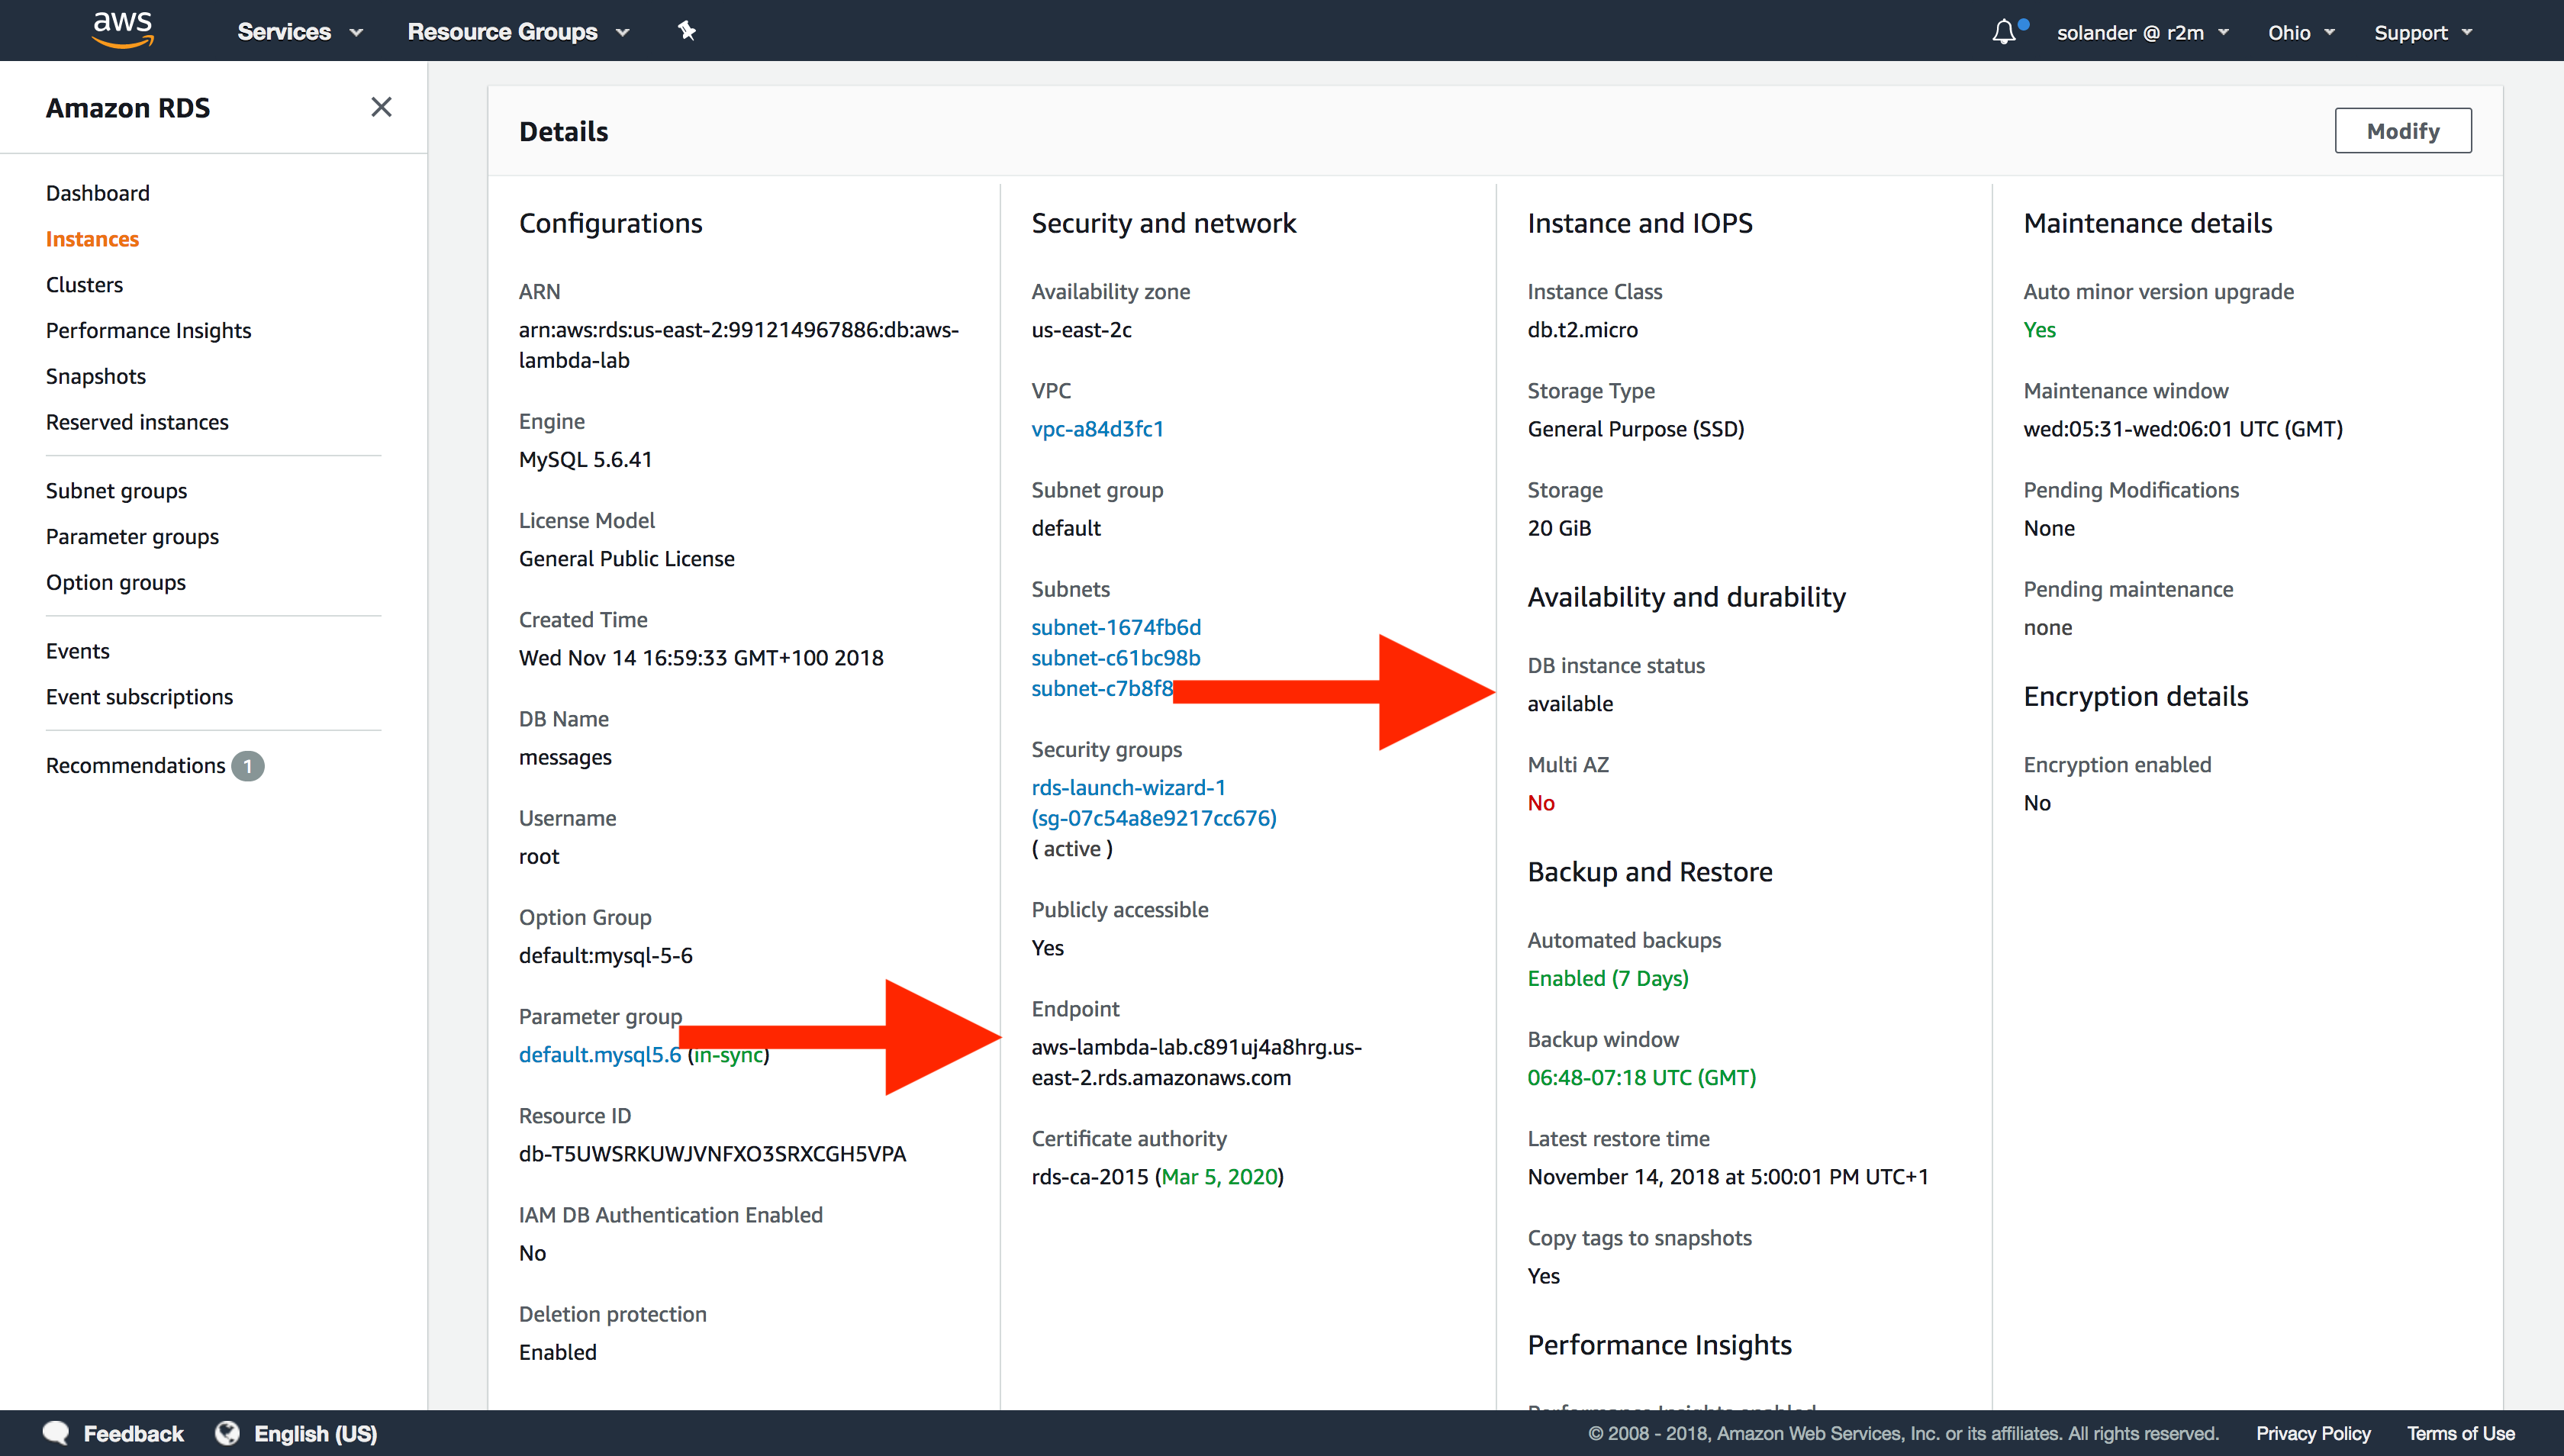 aws
Services
Resource Groups
solander @ r2m
Ohio
Support
Amazon RDS
Dashboard
Instances
Clusters
Performance Insights
Snapshots
Reserved instances
Subnet groups
Parameter groups
Option groups
Events
Event subscriptions
Recommendations 1
Details
Modify
Configurations
ARN
arn:aws:rds:us-east-2:991214967886:db:aws-
lambda-lab
Engine
MySQL 5.6.41
License Model
General Public License
Created Time
Wed Nov 14 16:59:33 GMT+100 2018
DB Name
messages
Username
root
Option Group
default:mysql-5-6
Parameter group
default.mysql5.6 (in-sync)
Resource ID
db-T5UWSRKUWJVNFXO3SRXCGH5VPA
IAM DB Authentication Enabled
No
Deletion protection
Enabled
Security and network
Availability zone
us-east-2c
VPC
vpc-a84d3fc1
Subnet group
default
Subnets
subnet-1674fb6d
subnet-c61bc98b
subnet-c7b8f8
Security groups
rds-launch-wizard-1
(sg-07c54a8e9217cc676)
( active )
Publicly accessible
Yes
Endpoint
aws-lambda-lab.c891uj4a8hrg.us-
east-2.rds.amazonaws.com
Certificate authority
rds-ca-2015 (Mar 5, 2020)
Instance and IOPS
Instance Class
db.t2.micro
Storage Type
General Purpose (SSD)
Storage
20 GiB
Availability and durability
DB instance status
available
Multi AZ
No
Backup and Restore
Automated backups
Enabled (7 Days)
Backup window
06:48-07:18 UTC (GMT)
Latest restore time
November 14, 2018 at 5:00:01 PM UTC+1
Copy tags to snapshots
Yes
Performance Insights
Performance Insights enabled
Maintenance details
Auto minor version upgrade
Yes
Maintenance window
wed:05:31-wed:06:01 UTC (GMT)
Pending Modifications
None
Pending maintenance
none
Encryption details
Encryption enabled
No
Feedback
English (US)
© 2008 - 2018, Amazon Web Services, Inc. or its affiliates. All rights reserved.
Privacy Policy
Terms of Use